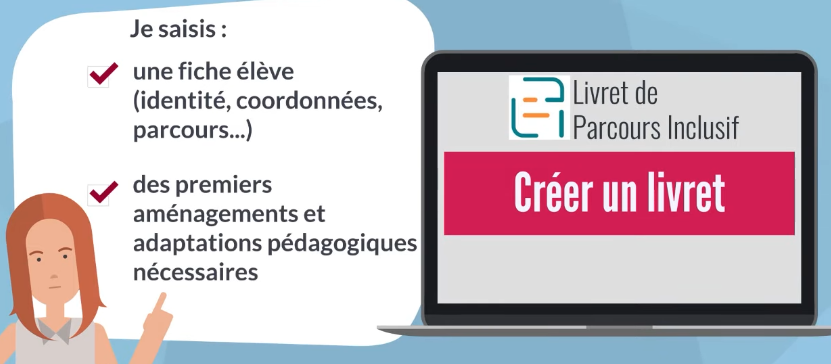 Je saisis :
une fiche élève
(identité, coordonnées,
parcours...)
des premiers
aménagements et
adaptations pédagogiques
nécessaires
Livret de
Parcours Inclusif
Créer un livret